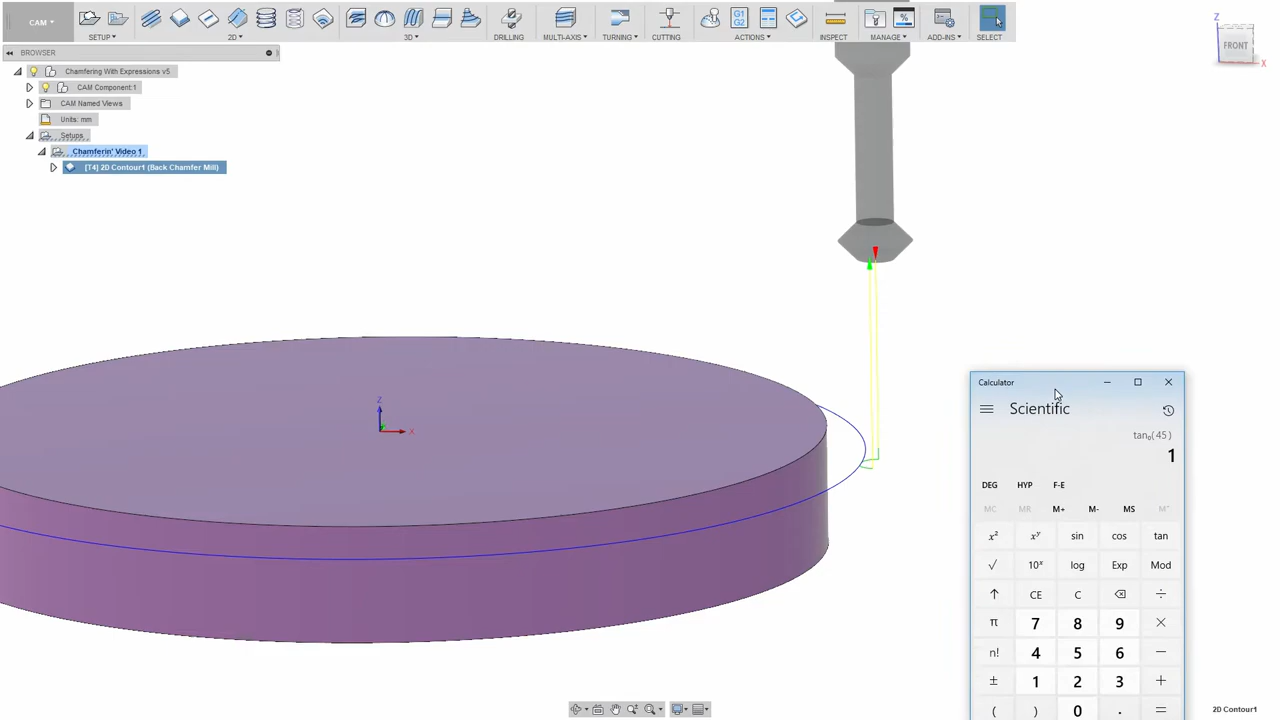 CAM
SETUP
2D
3D
DRILLING
MULTI-AXIS
TURNING
CUTTING
G1
G2
ACTIONS
INSPECT
%
MANAGE
ADD-INS
SELECT
BROWSER
Chamfering With Expressions v5
CAM Component:1
CAM Named Views
Units: mm
Setups
Chamferin' Video 1
[T4] 2D Contour1 (Back Chamfer Mill)
Z
FRONT
X
Z
X
Calculator
Scientific
tan₀(45)
1
DEG HYP F-E
MC MR M+ M- MS M˅
x² xʸ sin cos tan
√ 10ˣ log Exp Mod
↑ CE C ⌫ ÷
π 7 8 9 ×
n! 4 5 6 −
± 1 2 3 +
( ) 0 . =
2D Contour1